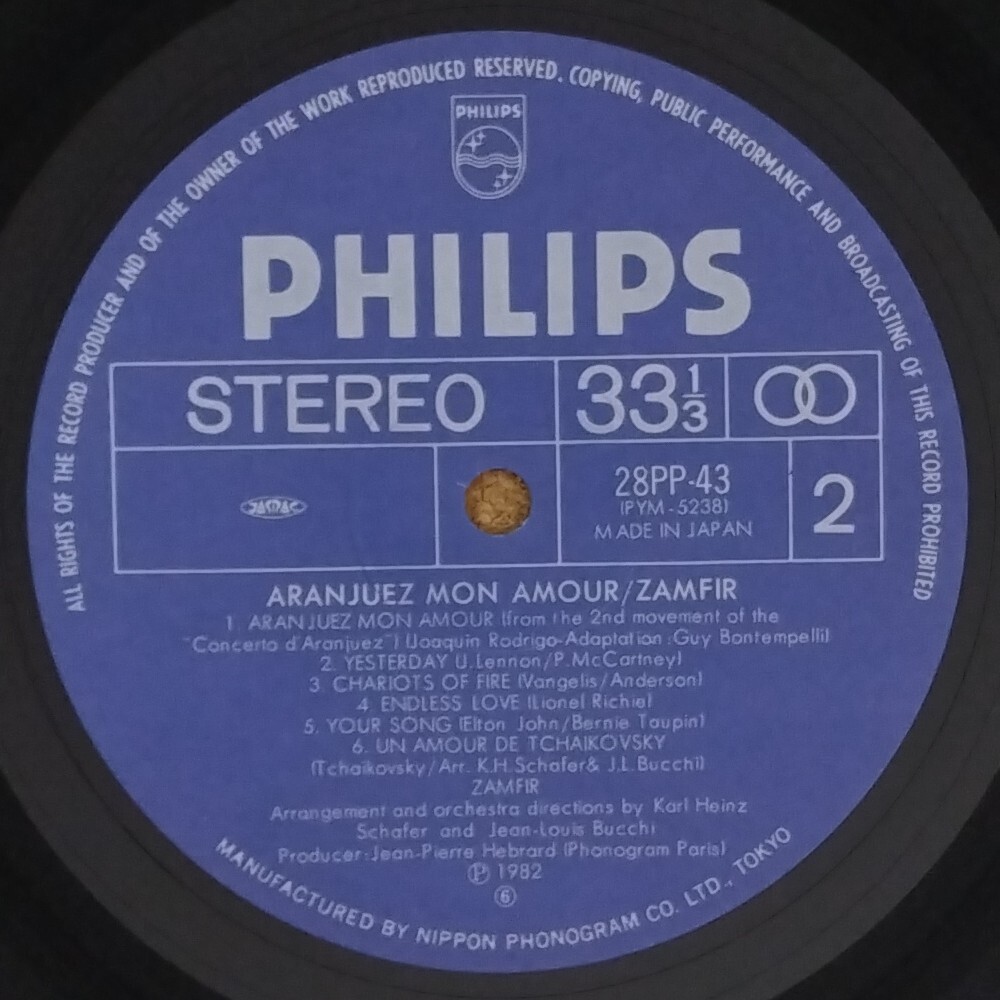 ALL RIGHTS OF THE RECORD PRODUCER AND OF THE OWNER OF THE WORK REPRODUCED RESERVED. COPYING, PUBLIC PERFORMANCE AND BROADCASTING OF THIS RECORD PROHIBITED
PHILIPS
PHILIPS
STEREO
33 1/3
JASRAC
28PP-43
(PYM-5238)
MADE IN JAPAN
2
ARANJUEZ MON AMOUR/ZAMFIR
1. ARANJUEZ MON AMOUR (from the 2nd movement of the
"Concerto d'Aranjuez") (Joaquin Rodrigo-Adaptation:Guy Bontempelli)
2. YESTERDAY (J.Lennon/P.McCartney)
3. CHARIOTS OF FIRE (Vangelis/Anderson)
4. ENDLESS LOVE (Lionel Richie)
5. YOUR SONG (Elton John/Bernie Taupin)
6. UN AMOUR DE TCHAIKOVSKY
(Tchaikovsky/Arr. K.H.Schafer& J.L.Bucchi)
ZAMFIR
Arrangement and orchestra directions by Karl Heinz
Schafer and Jean-Louis Bucchi
Producer:Jean-Pierre Hebrard (Phonogram Paris)
Ⓟ 1982
⑥
MANUFACTURED BY NIPPON PHONOGRAM CO. LTD., TOKYO